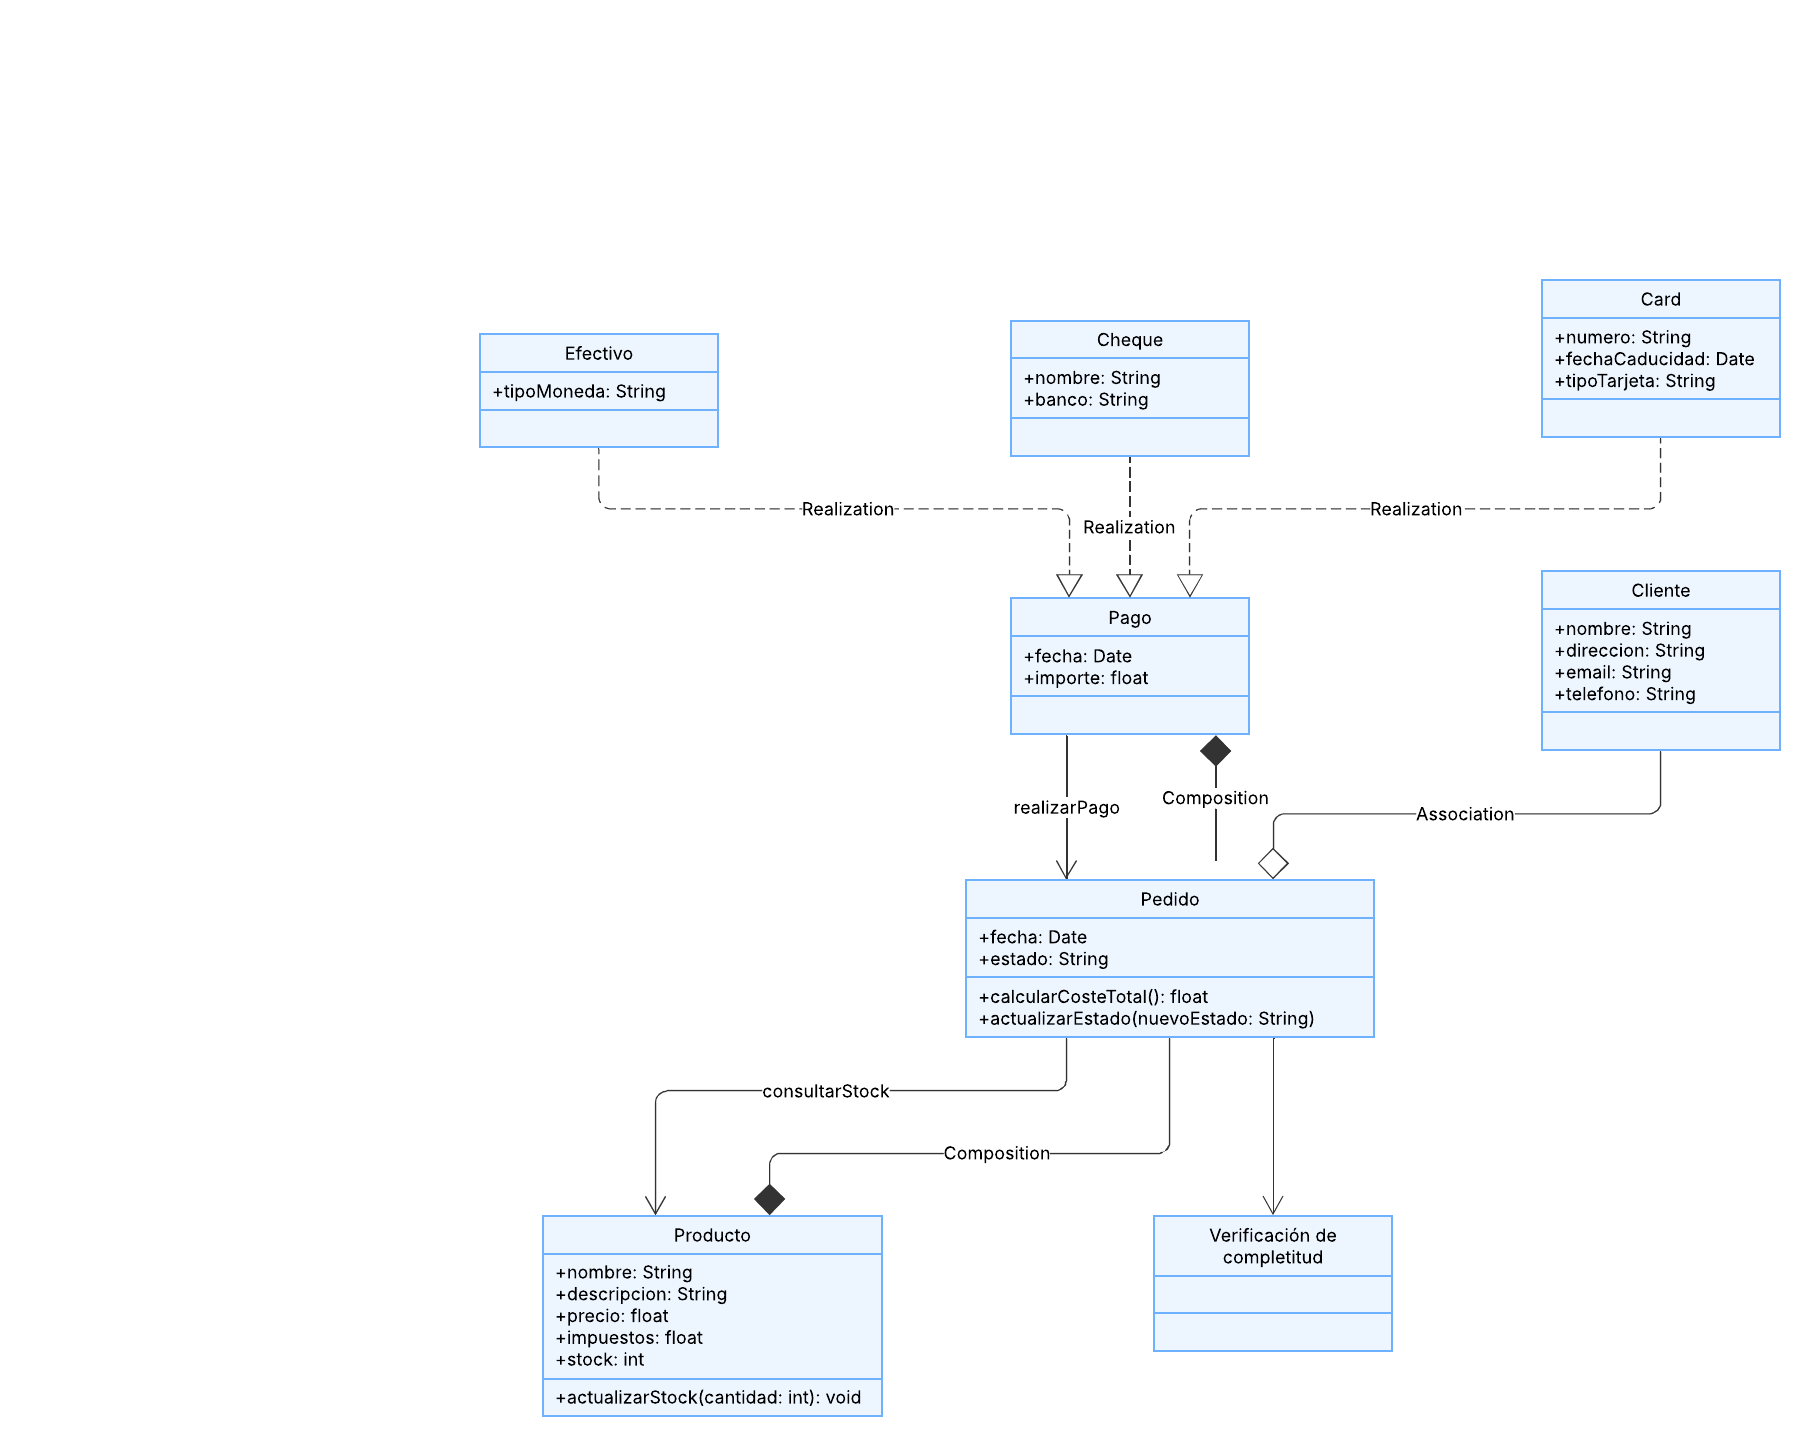 Card
+numero: String
+fechaCaducidad: Date
+tipoTarjeta: String
Cheque
+nombre: String
+banco: String
Efectivo
+tipoMoneda: String
Realization
Realization
Realization
Cliente
+nombre: String
+direccion: String
+email: String
+telefono: String
Pago
+fecha: Date
+importe: float
realizarPago
Composition
Association
Pedido
+fecha: Date
+estado: String
+calcularCosteTotal(): float
+actualizarEstado(nuevoEstado: String)
consultarStock
Composition
Producto
+nombre: String
+descripcion: String
+precio: float
+impuestos: float
+stock: int
+actualizarStock(cantidad: int): void
Verificación de
completitud